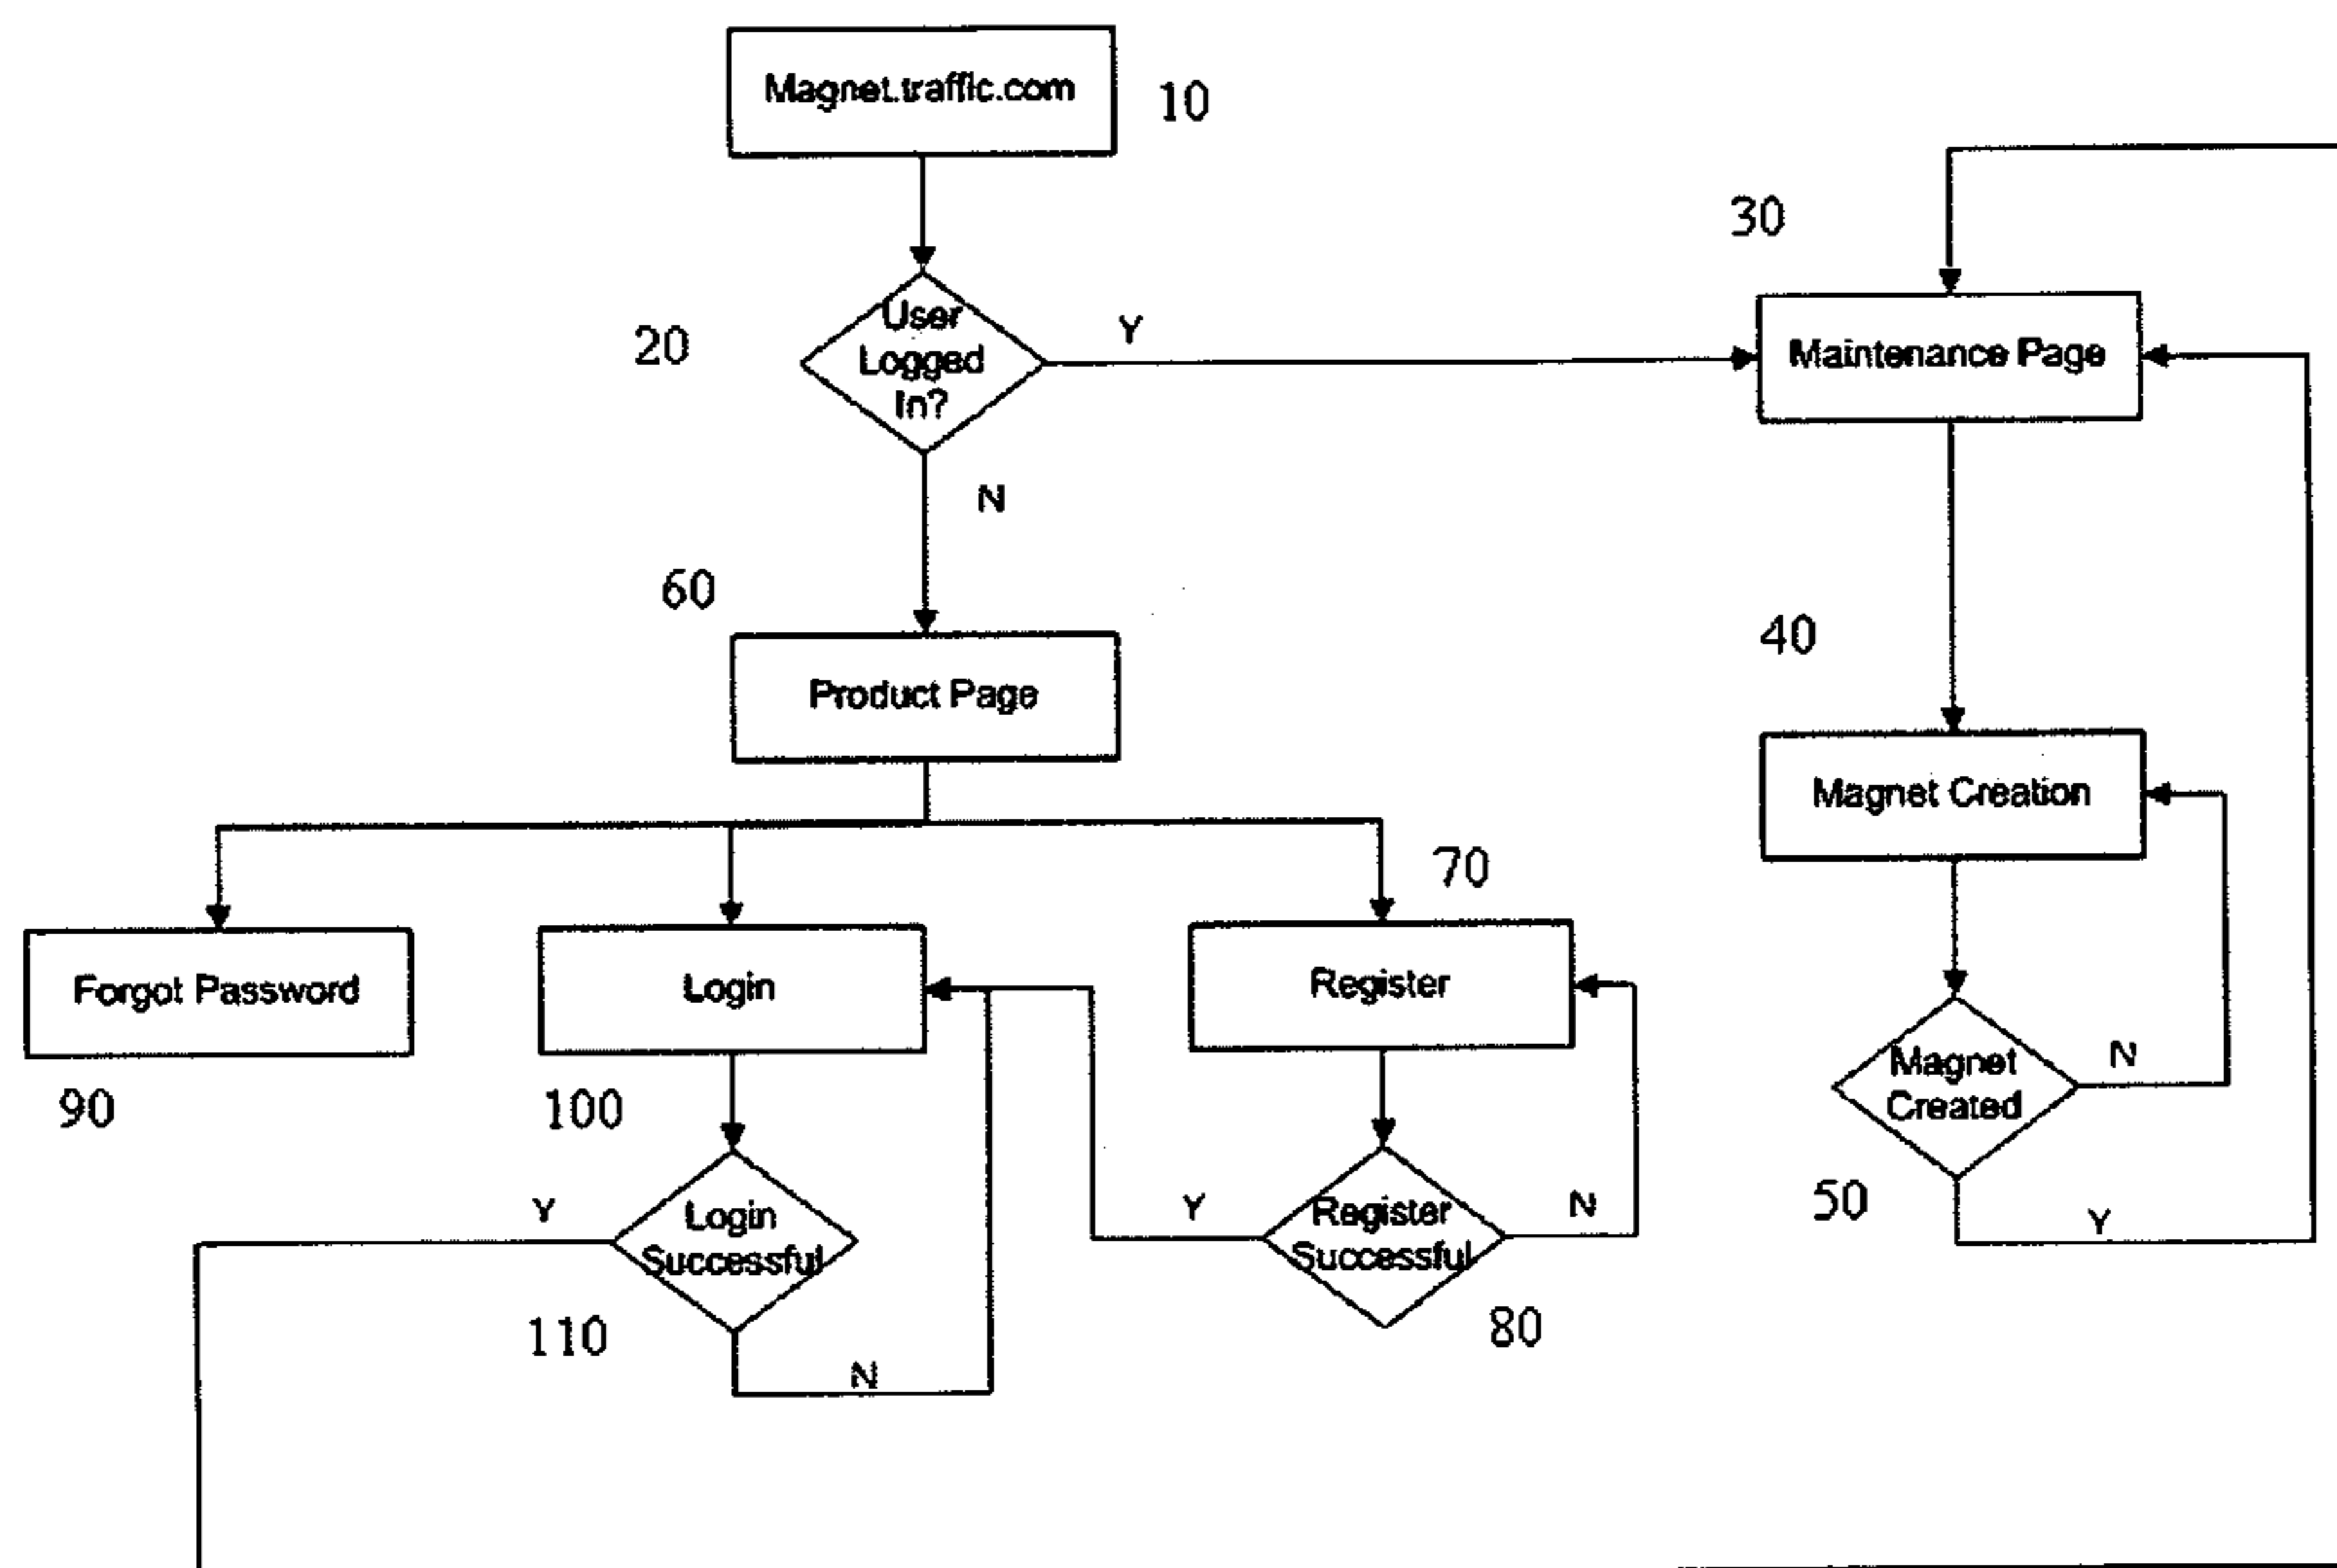 Magnet.traffic.com
10
30
20
User
Logged
In?
Y
Maintenance Page
N
60
40
Product Page
Magnet Creation
70
Forgot Password
Login
Register
Magnet
Created
N
90
100
50
Y
Y
Login
Successful
Y
Register
Successful
N
110
N
80